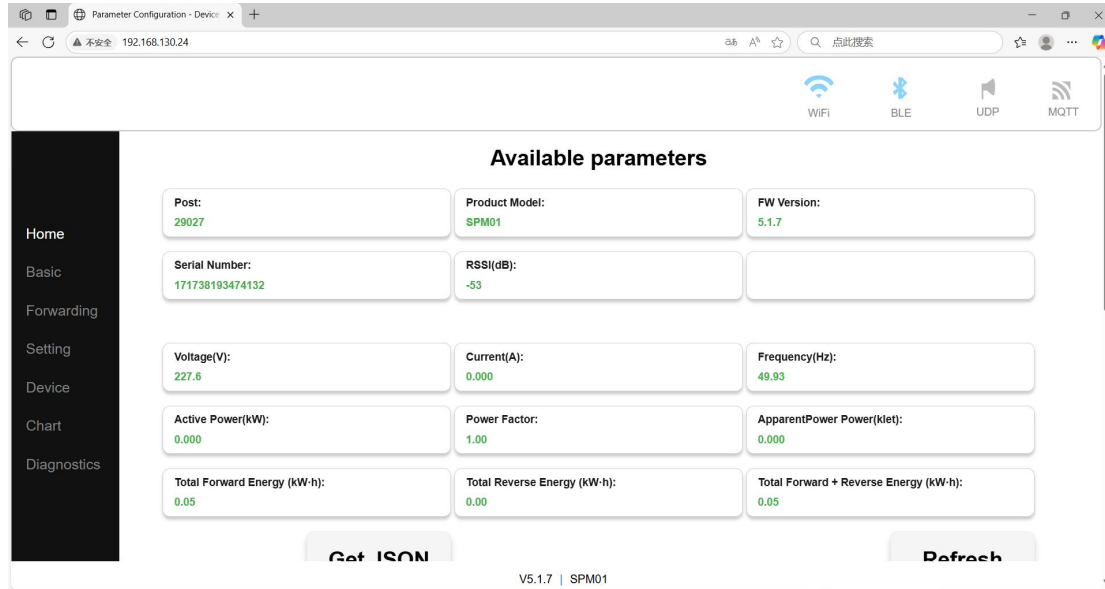 Parameter Configuration - Device
不安全 192.168.130.24
点此搜索
WiFi BLE UDP MQTT
Available parameters
Home
Basic
Forwarding
Setting
Device
Chart
Diagnostics
Post: Product Model: FW Version:
29027 SPM01 5.1.7
Serial Number: RSSI(dB):
171738193474132 -53
Voltage(V): Current(A): Frequency(Hz):
227.6 0.000 49.93
Active Power(kW): Power Factor: ApparentPower Power(klet):
0.000 1.00 0.000
Total Forward Energy (kW·h): Total Reverse Energy (kW·h): Total Forward + Reverse Energy (kW·h):
0.05 0.00 0.05
Get JSON Refresh
V5.1.7 | SPM01